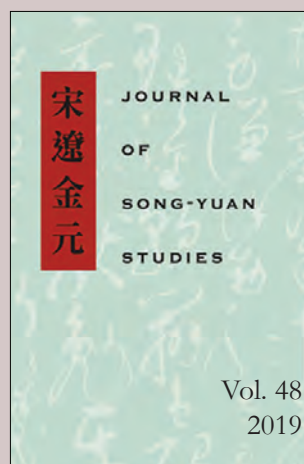 宋遼金元
JOURNAL
OF
SONG-YUAN
STUDIES
Vol. 48
2019